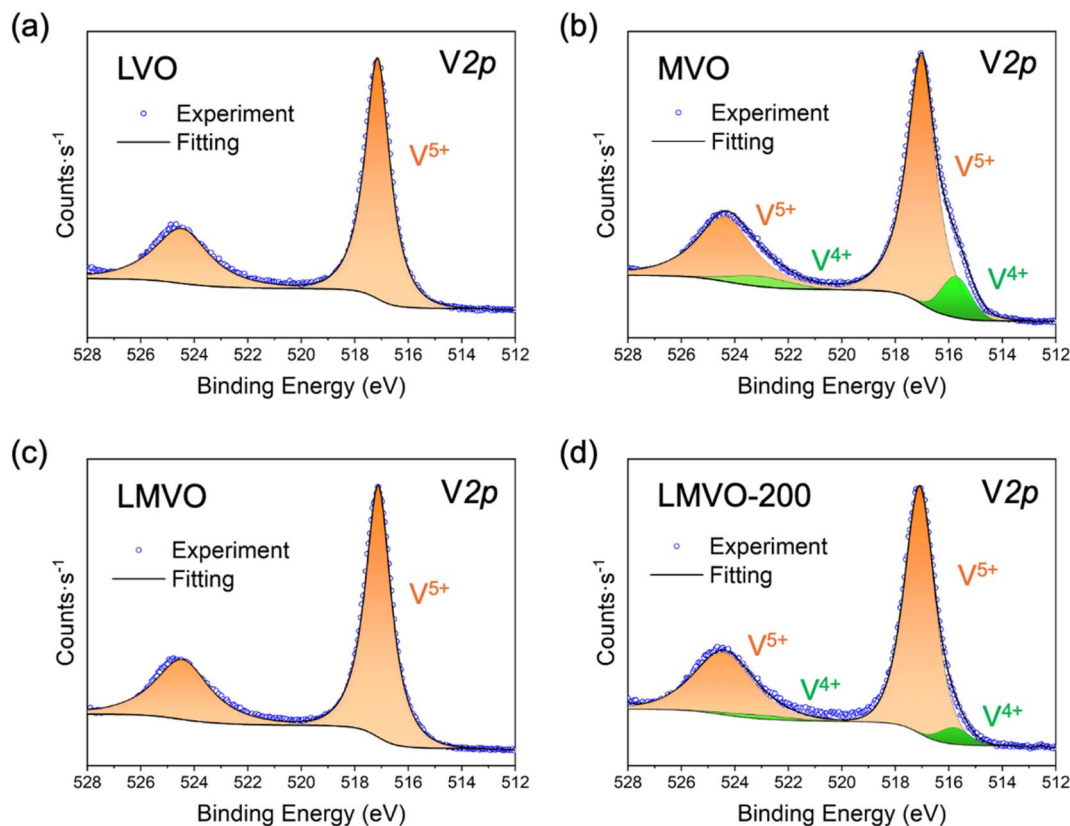 (a)
LVO
V2p
Experiment
Fitting
V5+
Counts·s-1
528 526 524 522 520 518 516 514 512
Binding Energy (eV)
(b)
MVO
V2p
Experiment
Fitting
V5+
V5+
V4+
V4+
Counts·s-1
528 526 524 522 520 518 516 514 512
Binding Energy (eV)
(c)
LMVO
V2p
Experiment
Fitting
V5+
Counts·s-1
528 526 524 522 520 518 516 514 512
Binding Energy (eV)
(d)
LMVO-200
V2p
Experiment
Fitting
V5+
V5+
V4+
V4+
Counts·s-1
528 526 524 522 520 518 516 514 512
Binding Energy (eV)